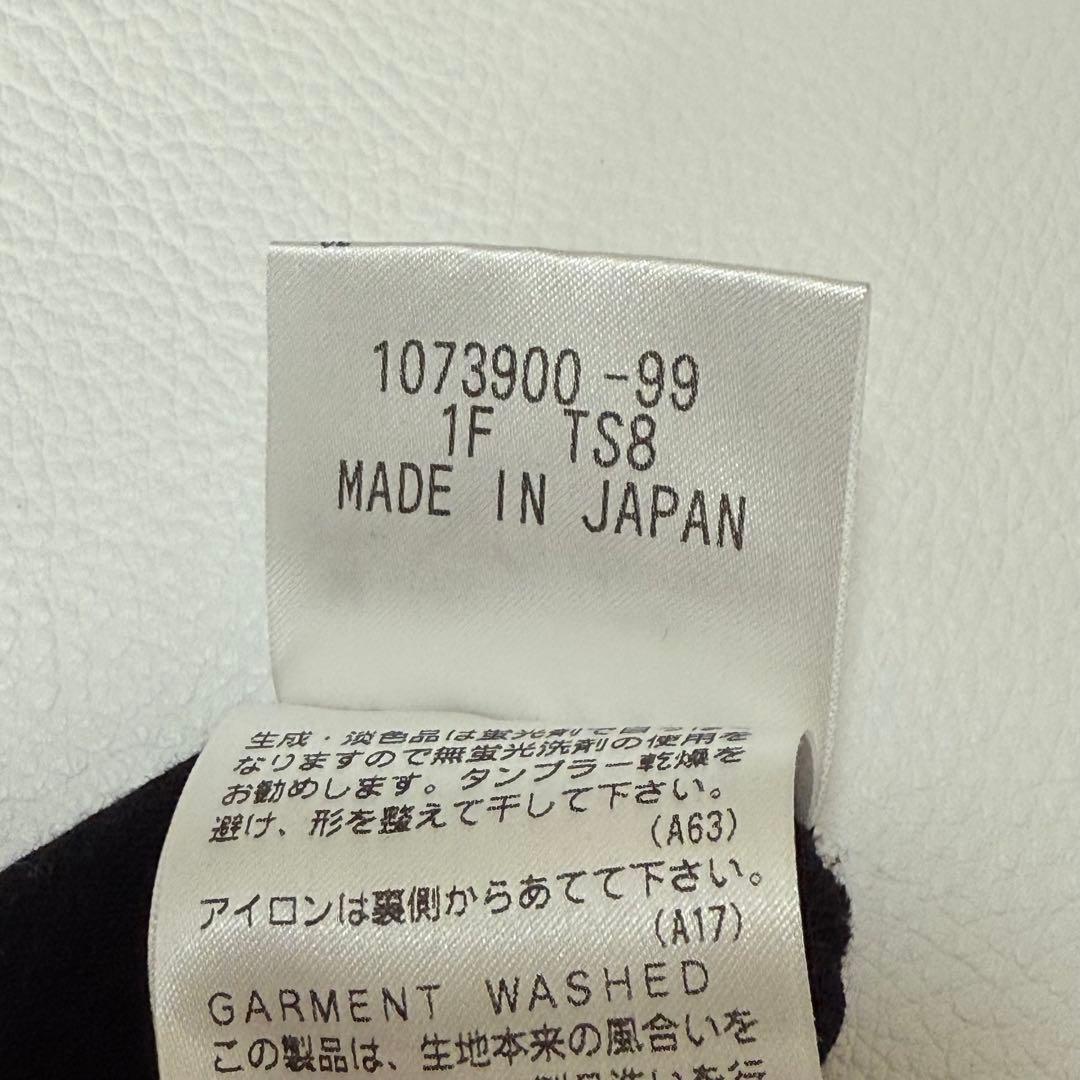 1073900 -99
1F TS8
MADE IN JAPAN
生成・淡色品は蛍光剤で白
なりますので無蛍光洗剤の使用を
お勧めします。タンブラー乾燥を
避け、形を整えて干して下さい。
(A63)
アイロンは裏側からあてて下さい。
(A17)
GARMENT WASHED
この製品は、生地本来の風合いを